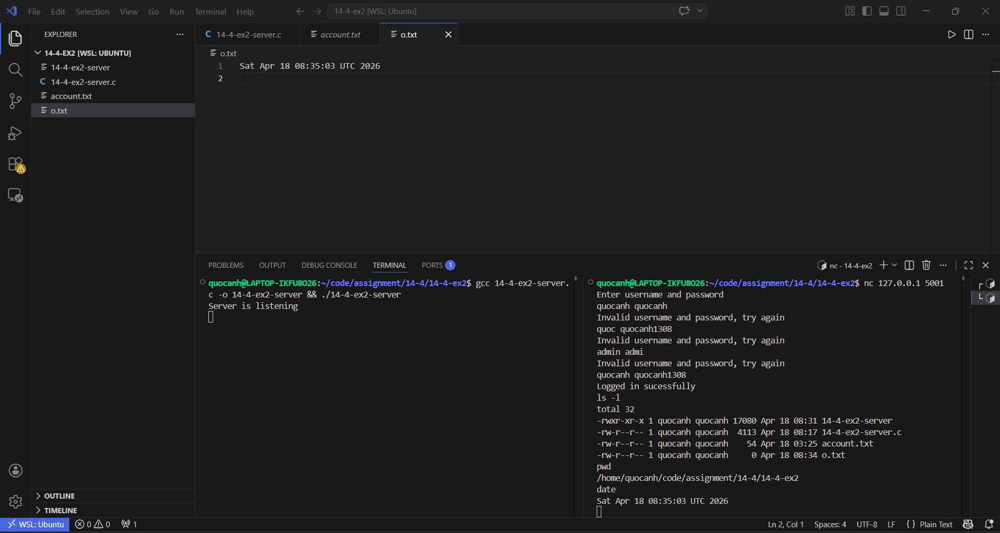 File Edit Selection View Go Run Terminal Help
14-4-ex2 [WSL: Ubuntu]
EXPLORER
14-4-EX2 [WSL: UBUNTU]
14-4-ex2-server
C 14-4-ex2-server.c
account.txt
o.txt
OUTLINE
TIMELINE
C 14-4-ex2-server.c
account.txt
o.txt
o.txt
1 Sat Apr 18 08:35:03 UTC 2026
2
PROBLEMS OUTPUT DEBUG CONSOLE TERMINAL PORTS 1
nc - 14-4-ex2
quocanh@LAPTOP-IKFU8O26:~/code/assignment/14-4/14-4-ex2$ gcc 14-4-ex2-server.
c -o 14-4-ex2-server && ./14-4-ex2-server
Server is listening
quocanh@LAPTOP-IKFU8O26:~/code/assignment/14-4/14-4-ex2$ nc 127.0.0.1 5001
Enter username and password
quocanh quocanh
Invalid username and password, try again
quoc quocanh1308
Invalid username and password, try again
admin admi
Invalid username and password, try again
quocanh quocanh1308
Logged in sucessfully
ls -l
total 32
-rwxr-xr-x 1 quocanh quocanh 17080 Apr 18 08:31 14-4-ex2-server
-rw-r--r-- 1 quocanh quocanh  4113 Apr 18 08:17 14-4-ex2-server.c
-rw-r--r-- 1 quocanh quocanh    54 Apr 18 03:25 account.txt
-rw-r--r-- 1 quocanh quocanh     0 Apr 18 08:34 o.txt
pwd
/home/quocanh/code/assignment/14-4/14-4-ex2
date
Sat Apr 18 08:35:03 UTC 2026
WSL: Ubuntu 0 0 1
Ln 2, Col 1 Spaces: 4 UTF-8 LF {} Plain Text